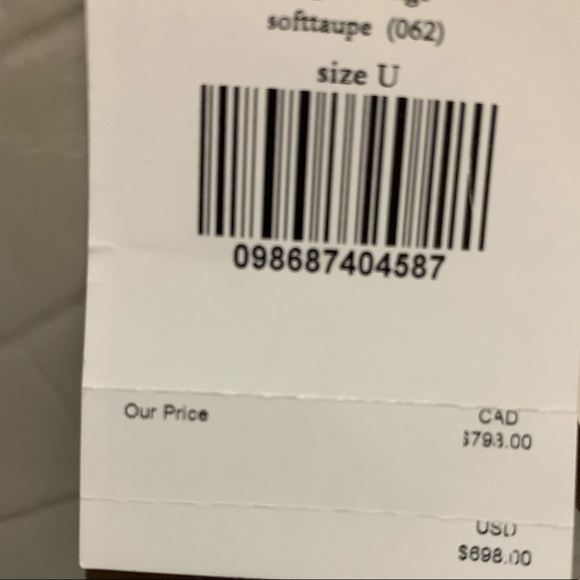 softtaupe (062)
size U
098687404587
Our Price
CAD
$793.00
USD
$698.00